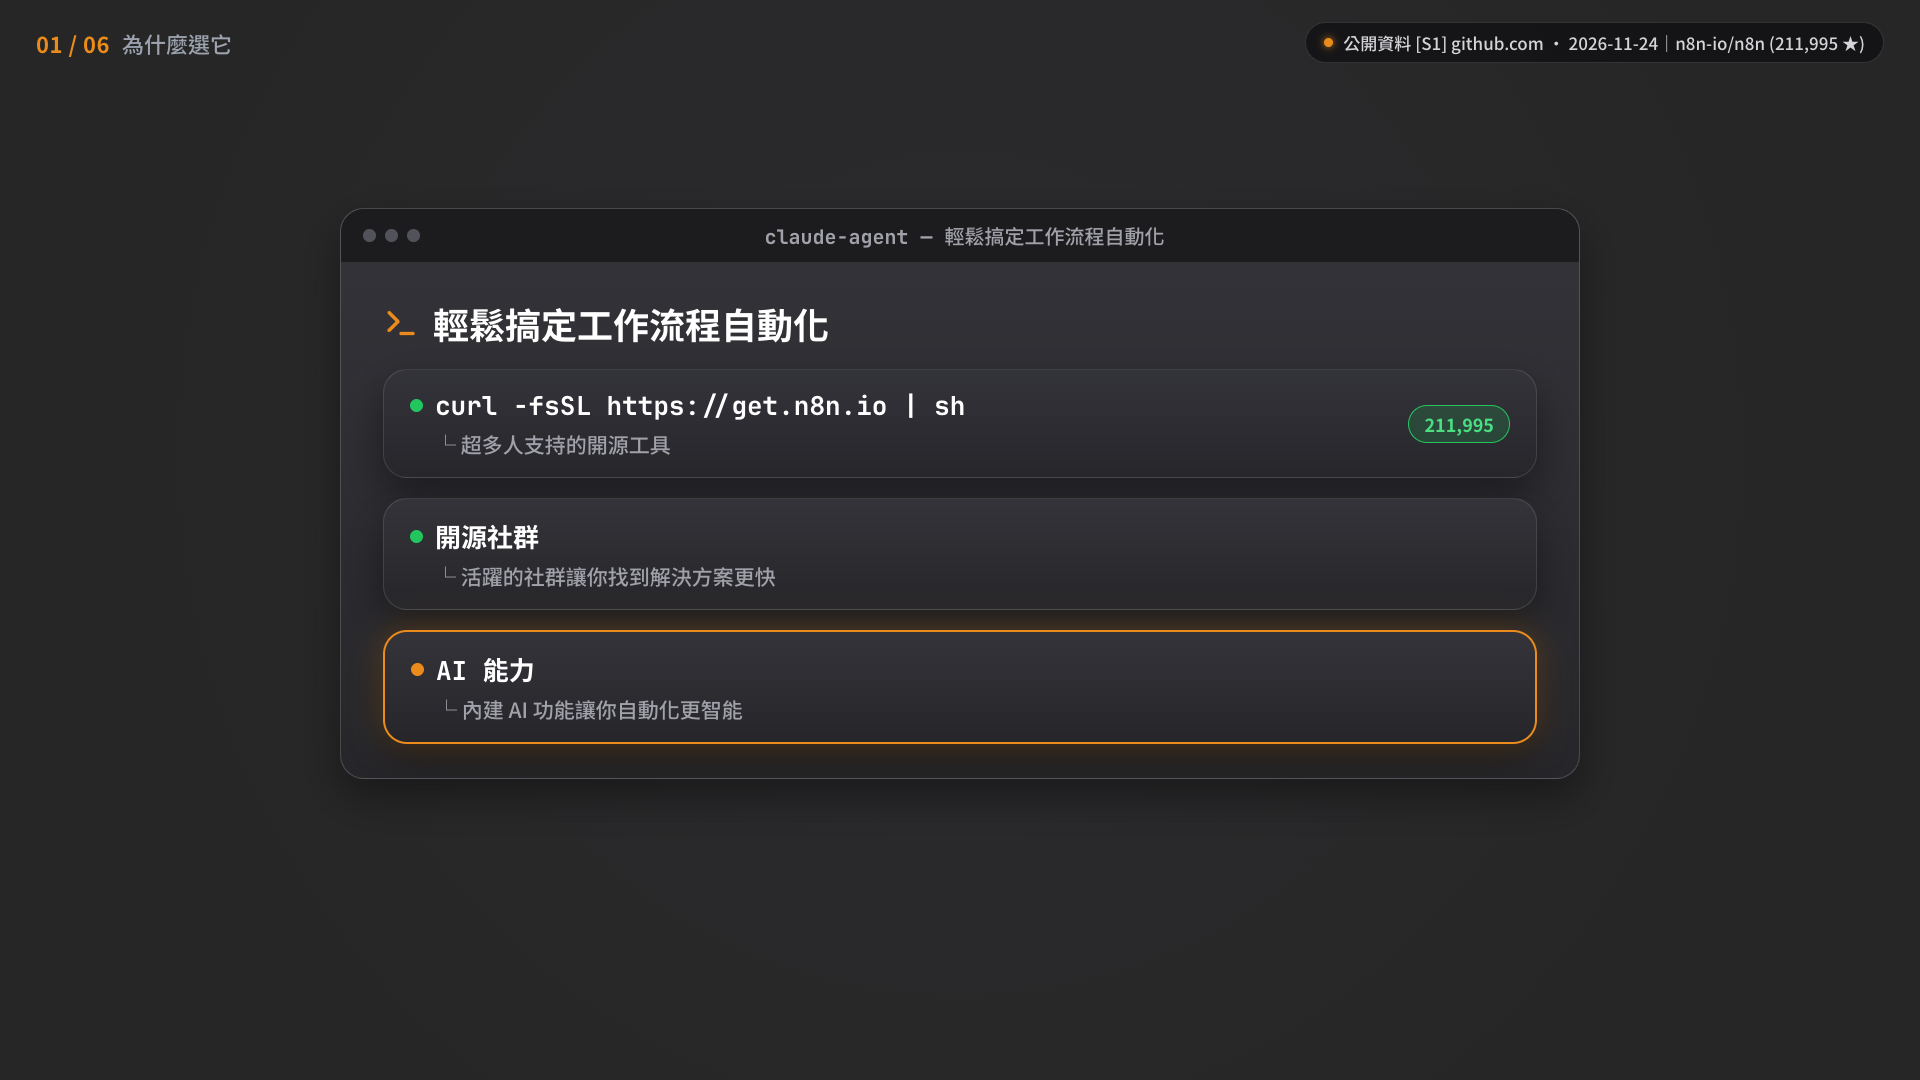 01 / 06 為什麼選它
公開資料 [S1] github.com・2026-11-24｜n8n-io/n8n (211,995 ★)
claude-agent — 輕鬆搞定工作流程自動化
>_ 輕鬆搞定工作流程自動化
curl -fsSL https://get.n8n.io | sh
└ 超多人支持的開源工具
211,995
開源社群
└ 活躍的社群讓你找到解決方案更快
AI 能力
└ 內建 AI 功能讓你自動化更智能